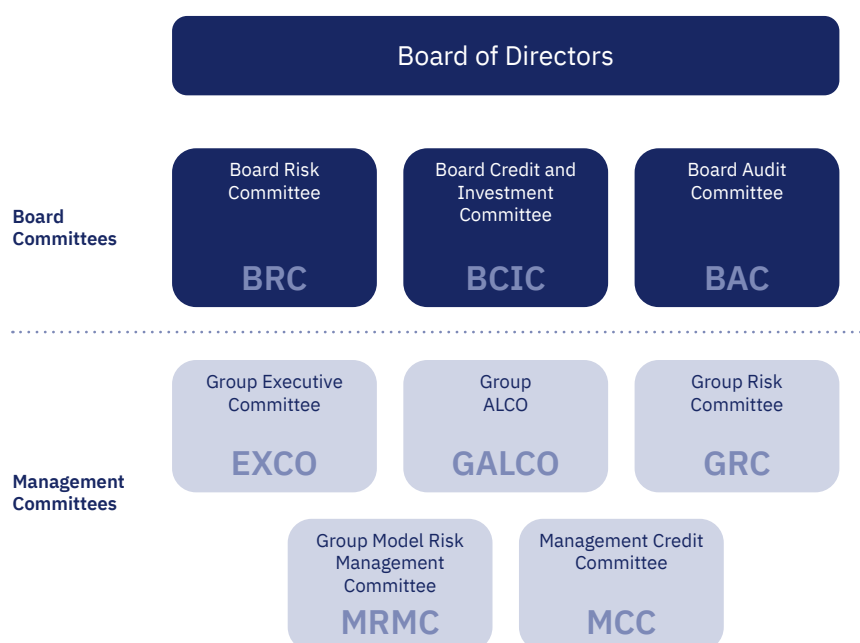 Board of Directors
Board
Committees
Board Risk
Committee
BRC
Board Credit and
Investment
Committee
BCIC
Board Audit
Committee
BAC
Management
Committees
Group Executive
Committee
EXCO
Group
ALCO
GALCO
Group Risk
Committee
GRC
Group Model Risk
Management
Committee
MRMC
Management Credit
Committee
MCC